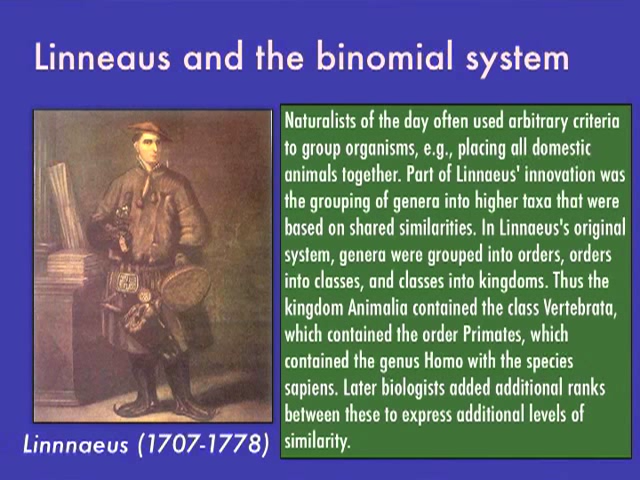 Linneaus and the binomial system
Naturalists of the day often used arbitrary criteria
to group organisms, e.g., placing all domestic
animals together. Part of Linnaeus' innovation was
the grouping of genera into higher taxa that were
based on shared similarities. In Linnaeus's original
system, genera were grouped into orders, orders
into classes, and classes into kingdoms. Thus the
kingdom Animalia contained the class Vertebrata,
which contained the order Primates, which
contained the genus Homo with the species
sapiens. Later biologists added additional ranks
between these to express additional levels of
similarity.
Linnnaeus (1707-1778)